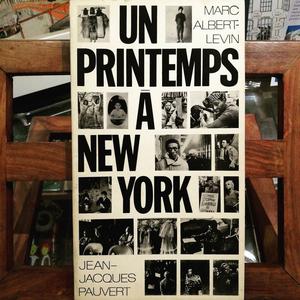 UN
MARC
ALBERT-
LEVIN
PRINTEMPS
À
NEW
YORK
JEAN-
JACQUES
PAUVERT